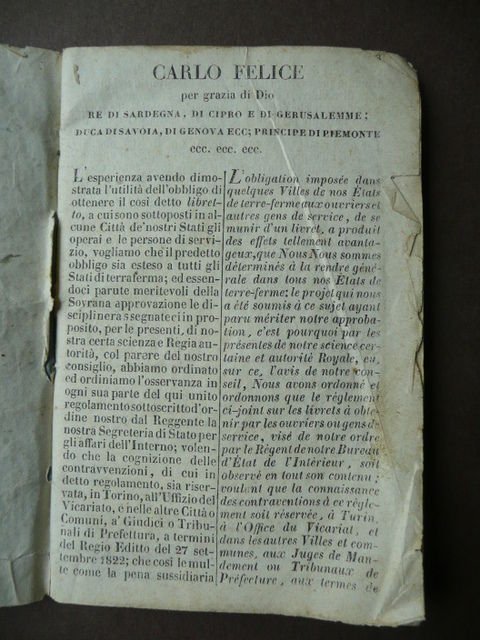 CARLO FELICE
per grazia di Dio
RE DI SARDEGNA, DI CIPRO E DI GERUSALEMME;
DUCA DI SAVOIA, DI GENOVA ECC; PRINCIPE DI PIEMONTE
ecc. ecc. ecc.
L'esperienza avendo dimo-
strata l'utilità dell'obbligo di
ottenere il così detto libret-
to, a cui sono sottoposti in al-
cune Città de' nostri Stati gli
operai e le persone di servi-
zio, vogliamo che il predetto
obbligo sia esteso a tutti gli
Stati di terraferma; ed essen-
doci parute meritevoli della
Sovrana approvazione le di-
scipline a segnateci in pro-
posito, per le presenti, di no-
stra certa scienza e Regia au-
torità, col parere del nostro
consiglio, abbiamo ordinato
ed ordiniamo l'osservanza in
ogni sua parte del qui unito
regolamento sottoscritto d'or-
dine nostro dal Reggente la
nostra Segreteria di Stato per
gli affari dell'Interno; volen-
do che la cognizione delle
contravvenzioni, di cui in
detto regolamento, sia riser-
vata, in Torino, all'Uffizio del
Vicariato, e nelle altre Città o
Comuni, a' Giudici o Tribu-
nali di Prefettura, a termini
del Regio Editto del 27 set-
tembre 1822; che così le mul-
te come la pena sussidiaria
L'obligation imposée dans
quelques Villes de nos États
de terre-ferme aux ouvriers et
autres gens de service, de se
munir d'un livret, a produit
des effets tellement avanta-
geux, que Nous Nous sommes
déterminés à la rendre géné-
rale dans tous nos États de
terre-ferme: le projet qui nous
a été soumis à ce sujet ayant
paru mériter notre approba-
tion, c'est pourquoi par les
présentes de notre science cer-
taine et autorité Royale, eu,
sur ce, l'avis de notre con-
seil, Nous avons ordonné et
ordonnons que le règlement
ci-joint sur les livrets à obte-
nir par les ouvriers ou gens de
service, visé de notre ordre
par le Régent de notre Bureau
d'État de l'Intérieur, soit
observé en tout son contenu;
voulent que la connaissance
des contraventions à ce règle-
ment soit réservée, à Turin,
à l'Office du Vicariat, et
dans les autres Villes et com-
munes, aux Juges de Man-
dement ou Tribunaux de
Préfecture, aux termes de